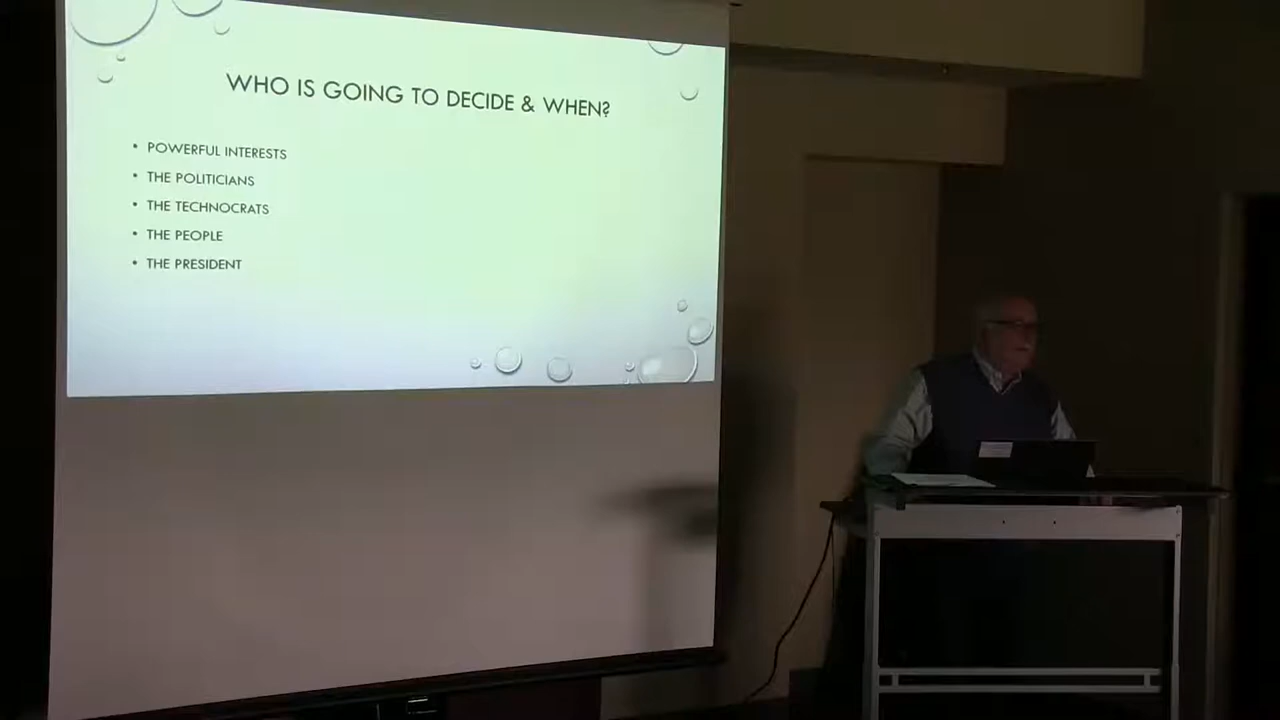 WHO IS GOING TO DECIDE & WHEN?
• POWERFUL INTERESTS
• THE POLITICIANS
• THE TECHNOCRATS
• THE PEOPLE
• THE PRESIDENT